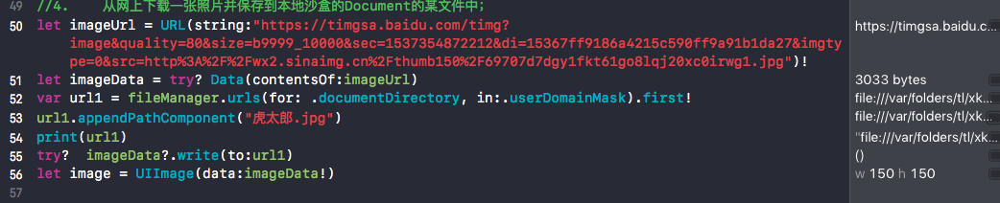 49 //4. 从网上下载一张照片并保存到本地沙盒的Document的某文件中;
50 let imageUrl = URL(string:"https://timgsa.baidu.com/timg? https://timgsa.baidu.c...
image&quality=80&size=b9999_10000&sec=1537354872212&di=15367ff9186a4215c590ff9a91b1da27&imgty
pe=0&src=http%3A%2F%2Fwx2.sinaimg.cn%2Fthumb150%2F69707d7dgy1fkt61go8lqj20xc0irwg1.jpg")!
51 let imageData = try? Data(contentsOf:imageUrl) 3033 bytes
52 var url1 = fileManager.urls(for: .documentDirectory, in:.userDomainMask).first! file:///var/folders/tl/xk...
53 url1.appendPathComponent("虎太郎.jpg") file:///var/folders/tl/xk...
54 print(url1) "file:///var/folders/tl/xk...
55 try? imageData?.write(to:url1) ()
56 let image = UIImage(data:imageData!) w 150 h 150
57